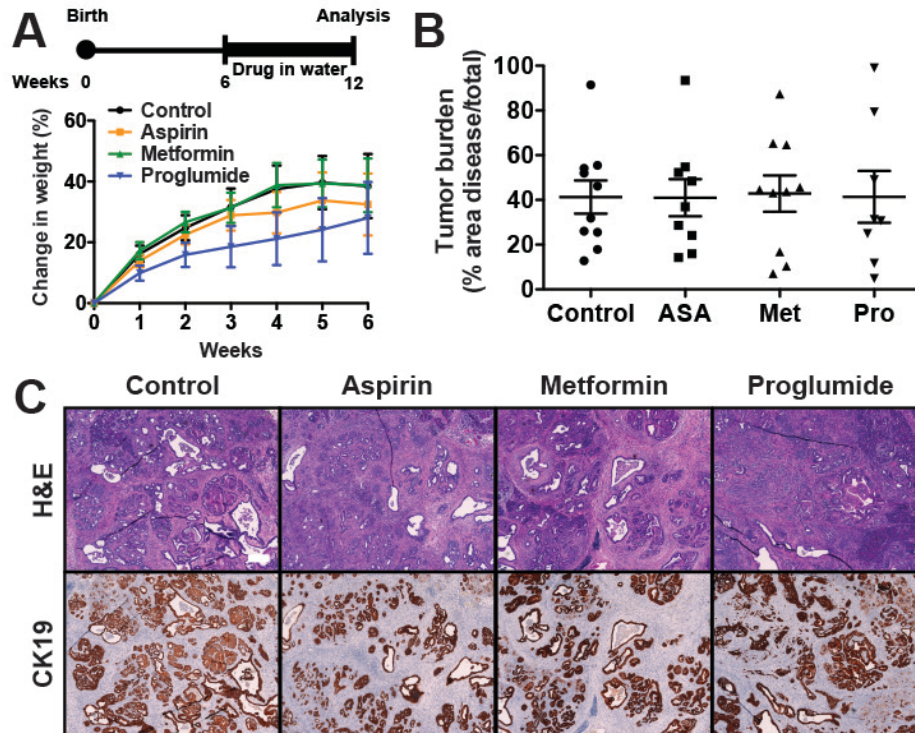 A
Birth
Analysis
Drug in water
Weeks 0 6 12
Change in weight (%)
60
40
20
0
Control
Aspirin
Metformin
Proglumide
0 1 2 3 4 5 6
Weeks
B
Tumor burden
(% area disease/total)
100
80
60
40
20
0
Control ASA Met Pro
C
Control Aspirin Metformin Proglumide
H&E
CK19